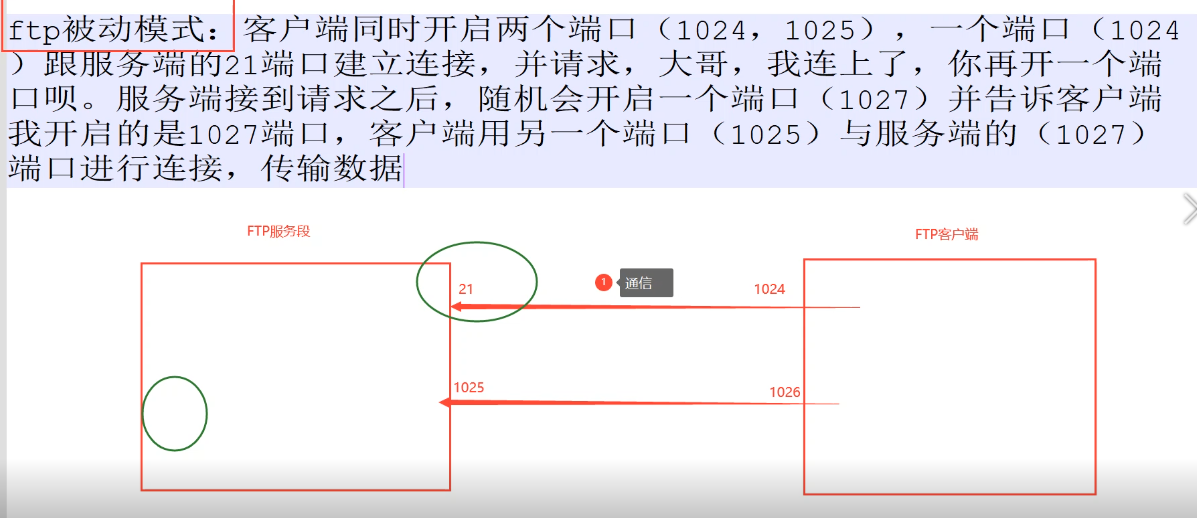 ftp被动模式：客户端同时开启两个端口（1024，1025），一个端口（1024
）跟服务端的21端口建立连接，并请求，大哥，我连上了，你再开一个端
口呗。服务端接到请求之后，随机会开启一个端口（1027）并告诉客户端
我开启的是1027端口，客户端用另一个端口（1025）与服务端的（1027）
端口进行连接，传输数据
FTP服务段
FTP客户端
21
1 通信
1024
1025
1026